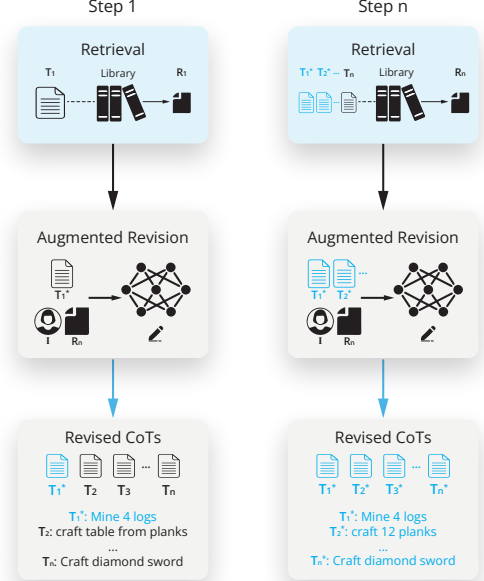 Step 1
Retrieval
T₁ Library R₁
Augmented Revision
T₁*
I Rₙ
Revised CoTs
T₁* T₂ T₃ ... Tₙ
T₁*: Mine 4 logs
T₂: craft table from planks
...
Tₙ: Craft diamond sword
Step n
Retrieval
T₁* T₂* ... Tₙ Library Rₙ
Augmented Revision
...
T₁* T₂*
I Rₙ
Revised CoTs
...
T₁* T₂* T₃* Tₙ*
T₁*: Mine 4 logs
T₂*: craft 12 planks
...
Tₙ*: Craft diamond sword